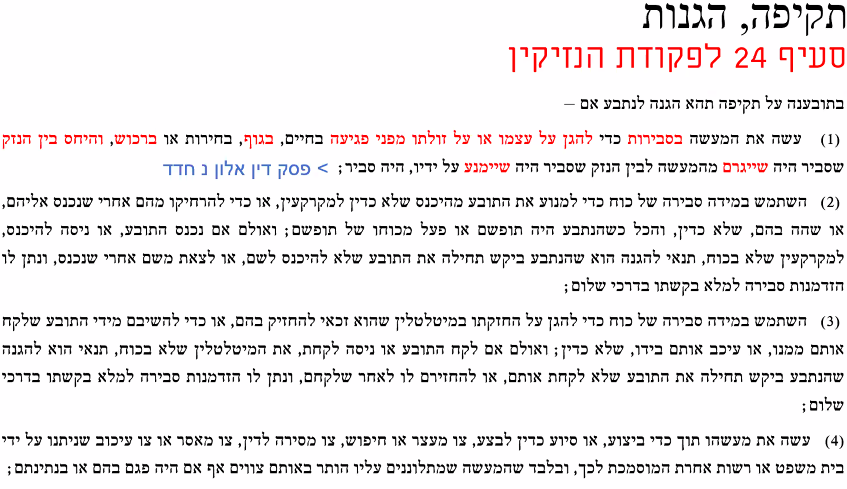 תקיפה, הגנות
סעיף 24 לפקודת הנזיקין
בתובענה על תקיפה תהא הגנה לנתבע אם –
(1) עשה את המעשה בסבירות כדי להגן על עצמו או על זולתו מפני פגיעה בחיים, בגוף, בחירות או ברכוש, והיחס בין הנזק
שסביר היה שייגרם מהמעשה לבין הנזק שסביר היה שיימנע על ידיו, היה סביר; > פסק דין אלון נ חדד
(2) השתמש במידה סבירה של כוח כדי למנוע את התובע מהיכנס שלא כדין למקרקעין, או כדי להרחיקו מהם אחרי שנכנס אליהם,
או שהה בהם, שלא כדין, והכל כשהנתבע היה תופשם או פעל מכוחו של תופשם; ואולם אם נכנס התובע, או ניסה להיכנס,
למקרקעין שלא בכוח, תנאי להגנה הוא שהנתבע ביקש תחילה את התובע שלא להיכנס לשם, או לצאת משם אחרי שנכנס, ונתן לו
הזדמנות סבירה למלא בקשתו בדרכי שלום;
(3) השתמש במידה סבירה של כוח כדי להגן על החזקתו במיטלטלין שהוא זכאי להחזיק בהם, או כדי להשיבם מידי התובע שלקח
אותם ממנו, או עיכב אותם בידו, שלא כדין; ואולם אם לקח התובע או ניסה לקחת, את המיטלטלין שלא בכוח, תנאי הוא להגנה
שהנתבע ביקש תחילה את התובע שלא לקחת אותם, או להחזירם לו לאחר שלקחם, ונתן לו הזדמנות סבירה למלא בקשתו בדרכי
שלום;
(4) עשה את מעשהו תוך כדי ביצוע, או סיוע כדין לבצע, צו מעצר או חיפוש, צו מסירה לדין, צו מאסר או צו עיכוב שניתנו על ידי
בית משפט או רשות אחרת המוסמכת לכך, ובלבד שהמעשה שמתלוננים עליו הותר באותם צווים אף אם היה פגם בהם או בנתינתם;